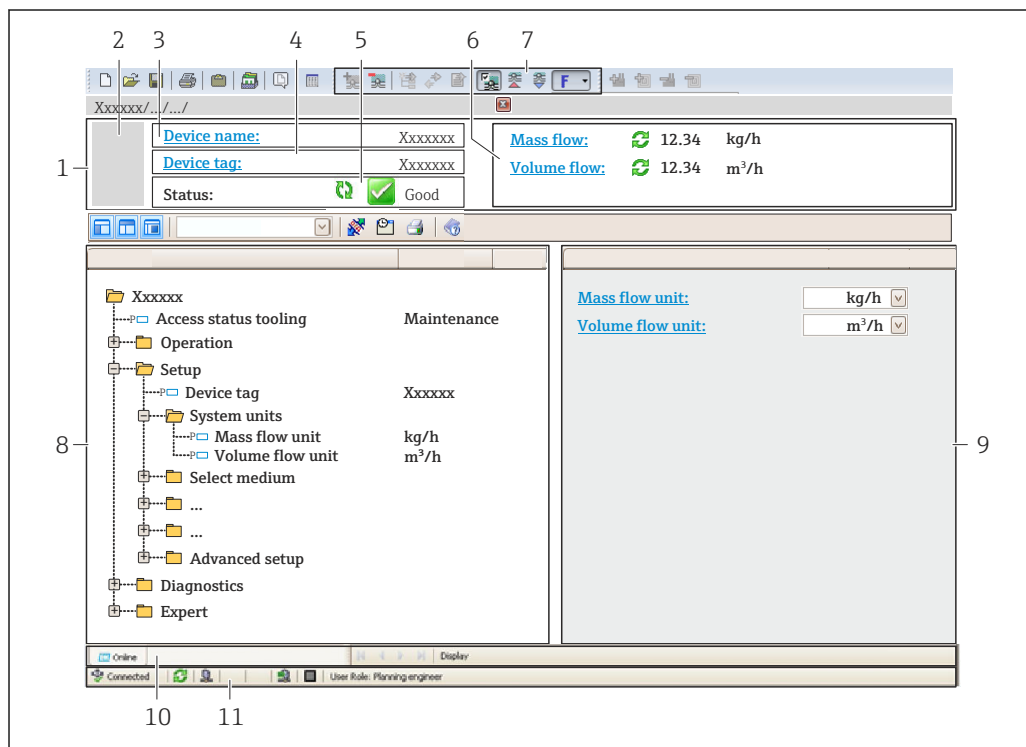 2 3 4 5 6 7
Xxxxxx/.../.../
1
Device name: Xxxxxxx
Device tag: Xxxxxxx
Status: Good
Mass flow: 12.34 kg/h
Volume flow: 12.34 m³/h
F
Xxxxxx
P Access status tooling Maintenance
Operation
Setup
P Device tag Xxxxxx
System units
P Mass flow unit kg/h
P Volume flow unit m³/h
Select medium
...
...
Advanced setup
Diagnostics
Expert
Mass flow unit: kg/h
Volume flow unit: m³/h
8
9
Online Display
Connected User Role: Planning engineer
10 11